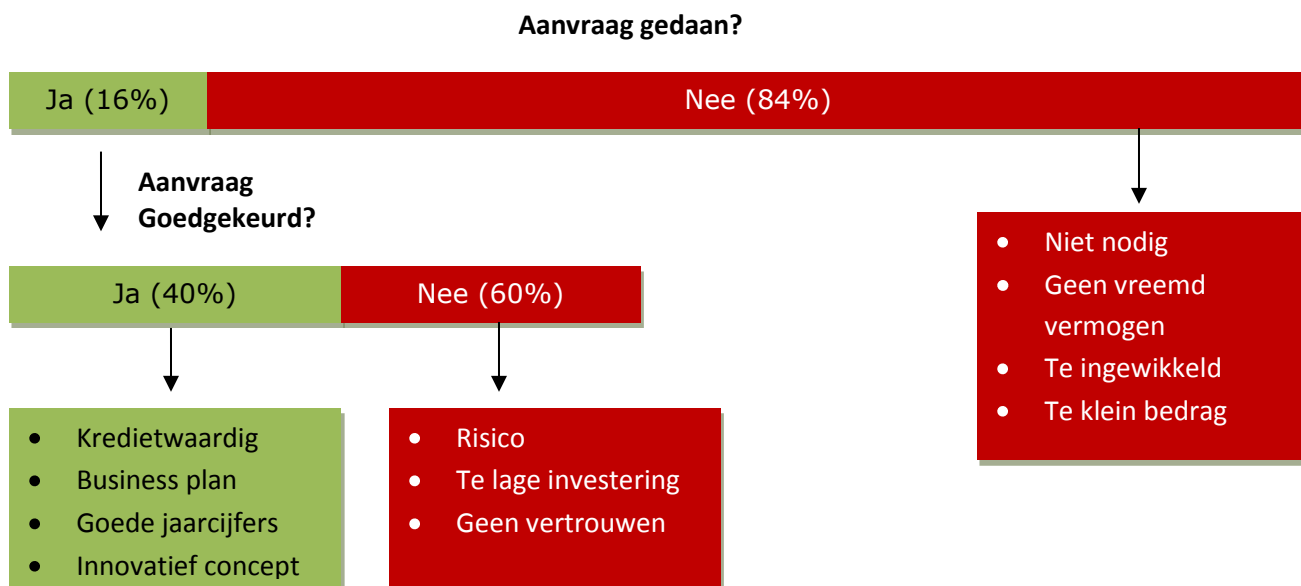 Aanvraag gedaan?
Ja (16%)
Nee (84%)
Aanvraag
Goedgekeurd?
Ja (40%)
Nee (60%)
• Niet nodig
• Geen vreemd
vermogen
• Te ingewikkeld
• Te klein bedrag
• Kredietwaardig
• Business plan
• Goede jaarcijfers
• Innovatief concept
• Risico
• Te lage investering
• Geen vertrouwen